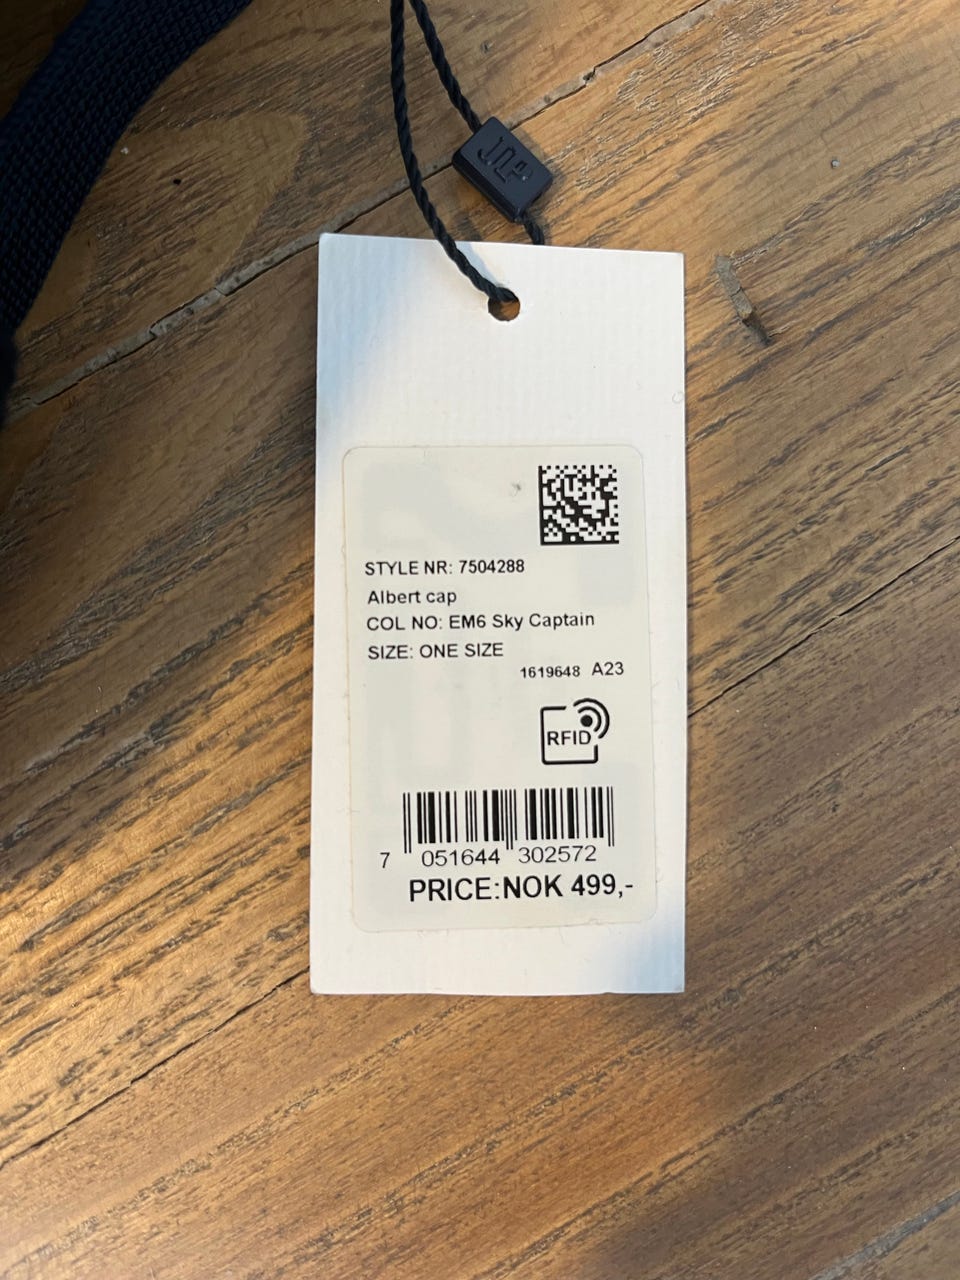 STYLE NR: 7504288
Albert cap
COL NO: EM6 Sky Captain
SIZE: ONE SIZE
1619648 A23
RFID
7 051644 302572
PRICE:NOK 499,-